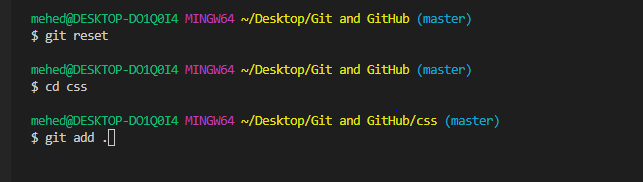 mehed@DESKTOP-DO1Q0I4 MINGW64 ~/Desktop/Git and GitHub (master)
$ git reset
mehed@DESKTOP-DO1Q0I4 MINGW64 ~/Desktop/Git and GitHub (master)
$ cd css
mehed@DESKTOP-DO1Q0I4 MINGW64 ~/Desktop/Git and GitHub/css (master)
$ git add .